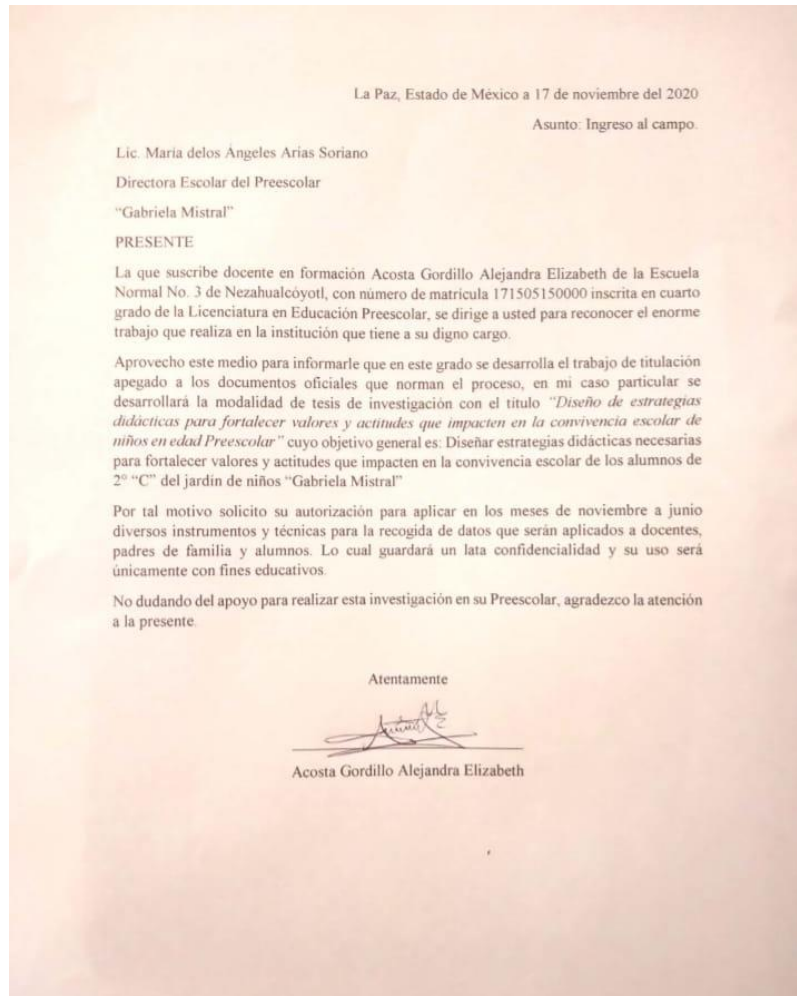 La Paz, Estado de México a 17 de noviembre del 2020
Asunto: Ingreso al campo.
Lic. María delos Ángeles Arias Soriano
Directora Escolar del Preescolar
“Gabriela Mistral”
PRESENTE
La que suscribe docente en formación Acosta Gordillo Alejandra Elizabeth de la Escuela
Normal No. 3 de Nezahualcóyotl, con número de matrícula 171505150000 inscrita en cuarto
grado de la Licenciatura en Educación Preescolar, se dirige a usted para reconocer el enorme
trabajo que realiza en la institución que tiene a su digno cargo.
Aprovecho este medio para informarle que en este grado se desarrolla el trabajo de titulación
apegado a los documentos oficiales que norman el proceso, en mi caso particular se
desarrollará la modalidad de tesis de investigación con el titulo "Diseño de estrategias
didácticas para fortalecer valores y actitudes que impacten en la convivencia escolar de
niños en edad Preescolar" cuyo objetivo general es: Diseñar estrategias didácticas necesarias
para fortalecer valores y actitudes que impacten en la convivencia escolar de los alumnos de
2° “C” del jardín de niños “Gabriela Mistral”
Por tal motivo solicito su autorización para aplicar en los meses de noviembre a junio
diversos instrumentos y técnicas para la recogida de datos que serán aplicados a docentes,
padres de familia y alumnos. Lo cual guardará un lata confidencialidad y su uso será
únicamente con fines educativos.
No dudando del apoyo para realizar esta investigación en su Preescolar, agradezco la atención
a la presente.
Atentamente
Acosta Gordillo Alejandra Elizabeth